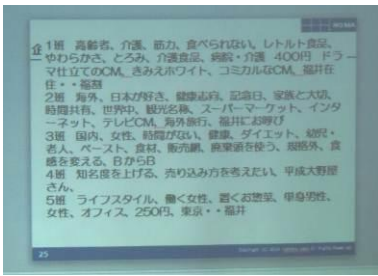 1班　高齢者、介護、筋力、食べられない、レトルト食品、
やわらかさ、とろみ、介護食品、病院・介護　400円　ドラ
マ仕立てのCM、きみえホワイト、コミカルなCM、福井在
住・・福割
2班　海外、日本が好き、健康志向、記念日、家族と大切、
時間共有、世界中、観光名称、スーパーマーケット、インタ
ーネット、テレビCM、海外旅行、福井にお呼び
3班　国内、女性、時間がない、健康、ダイエット、幼児・
老人、ペースト、食材、販売網、廃棄頭を使う、規格外、食
感を変える、BからB
4班　知名度を上げる、売り込み方を考えたい、平成大野屋
さん、
5班　ライフスタイル、働く女性、置くお惣菜、単身男性、
女性、オフィス、250円、東京・・福井
25